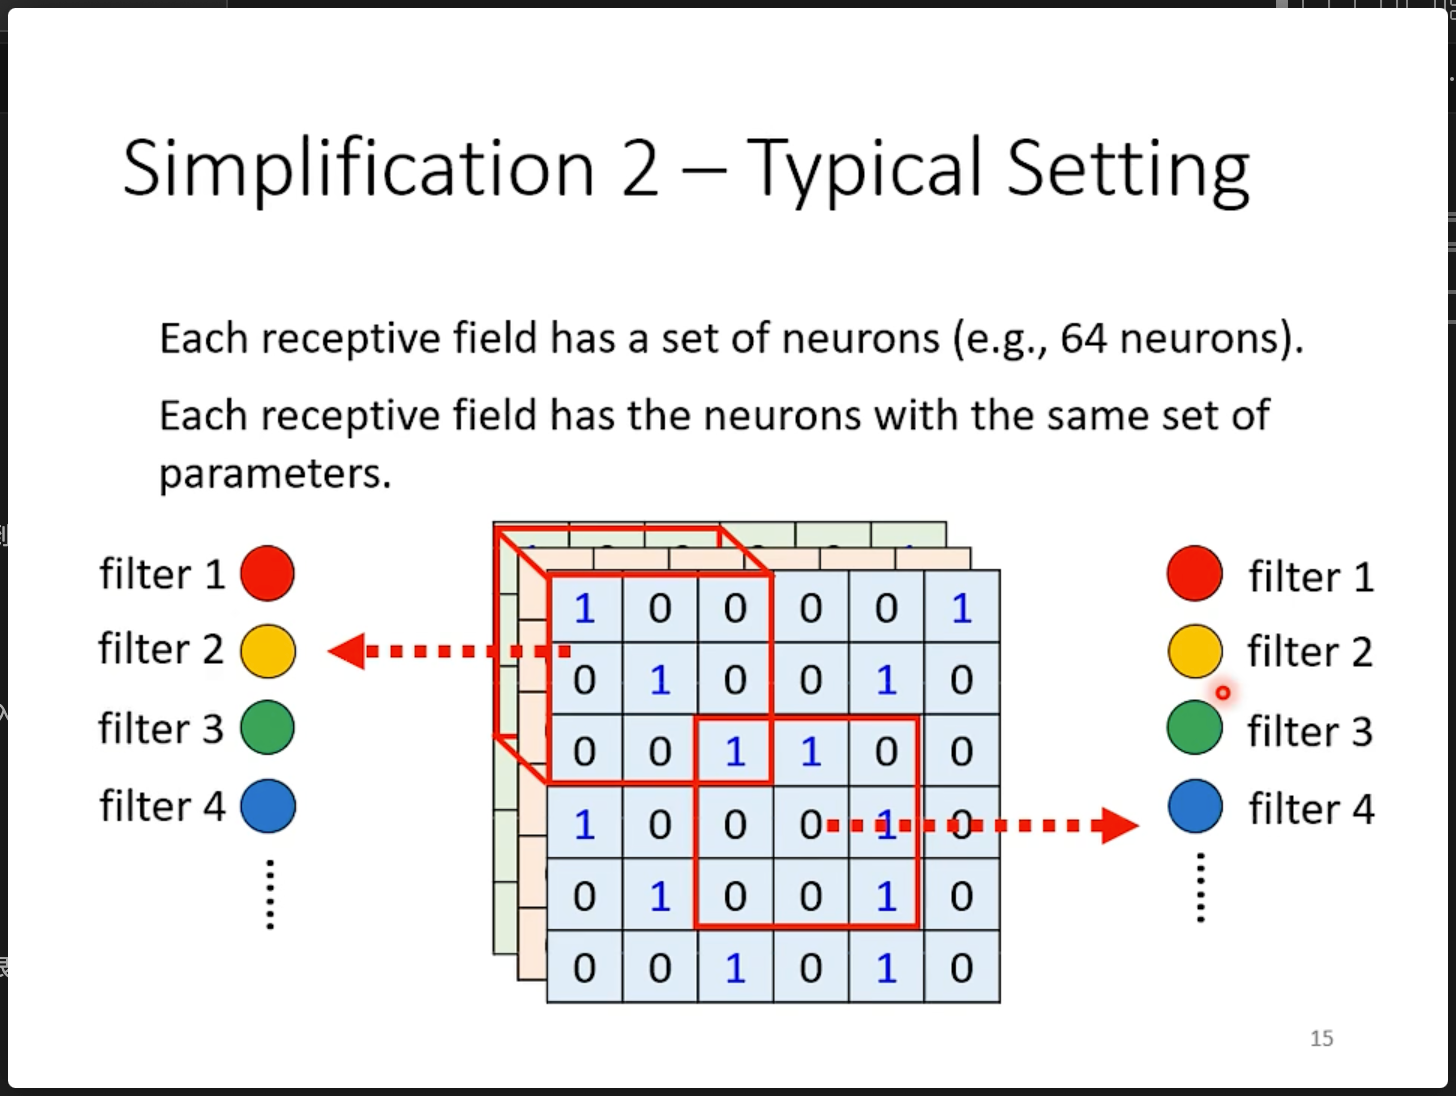 Simplification 2 – Typical Setting
Each receptive field has a set of neurons (e.g., 64 neurons).
Each receptive field has the neurons with the same set of
parameters.
filter 1
filter 2
filter 3
filter 4
1 0 0 0 0 1
0 1 0 0 1 0
0 0 1 1 0 0
1 0 0 0 1 0
0 1 0 0 1 0
0 0 1 0 1 0
filter 1
filter 2
filter 3
filter 4
15